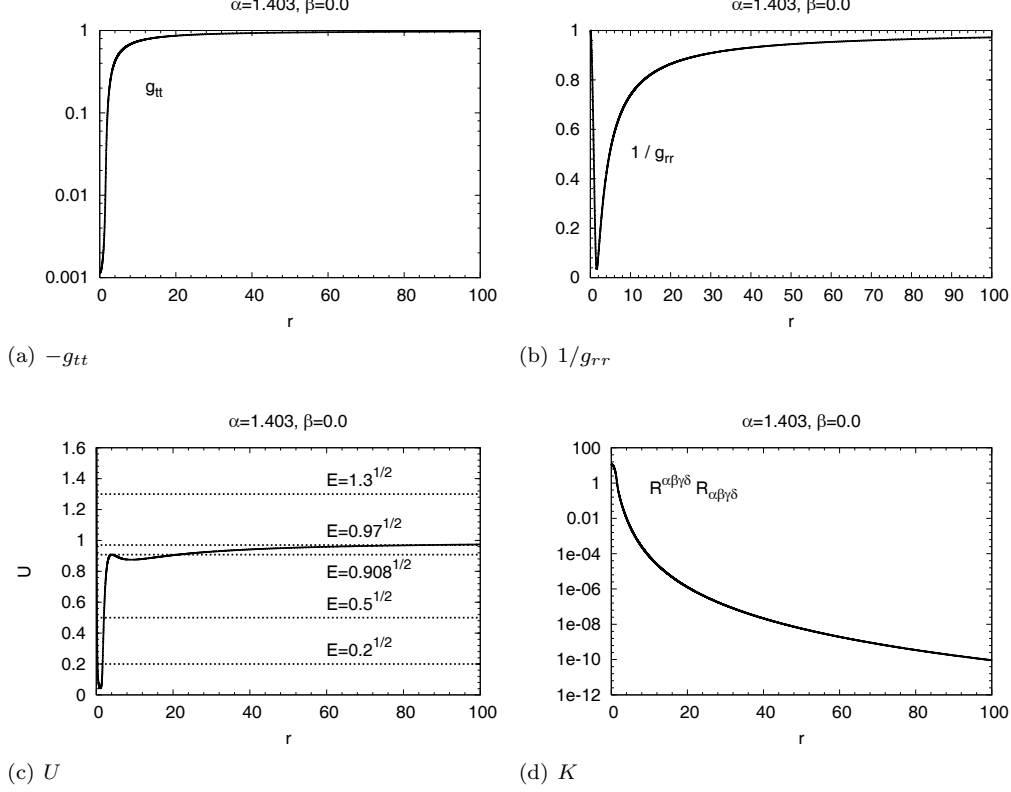 α=1.403, β=0.0
1
0.1
0.01
0.001
g_tt
0 20 40 60 80 100
r
(a) −g_tt
α=1.403, β=0.0
1
0.8
0.6
0.4
0.2
0
1 / g_rr
0 10 20 30 40 50 60 70 80 90 100
r
(b) 1/g_rr
α=1.403, β=0.0
1.6
1.4
1.2
1
0.8
0.6
0.4
0.2
0
U
E=1.3^1/2
E=0.97^1/2
E=0.908^1/2
E=0.5^1/2
E=0.2^1/2
0 20 40 60 80 100
r
(c) U
α=1.403, β=0.0
100
1
0.01
1e-04
1e-06
1e-08
1e-10
1e-12
R^αβγδ R_αβγδ
0 20 40 60 80 100
r
(d) K